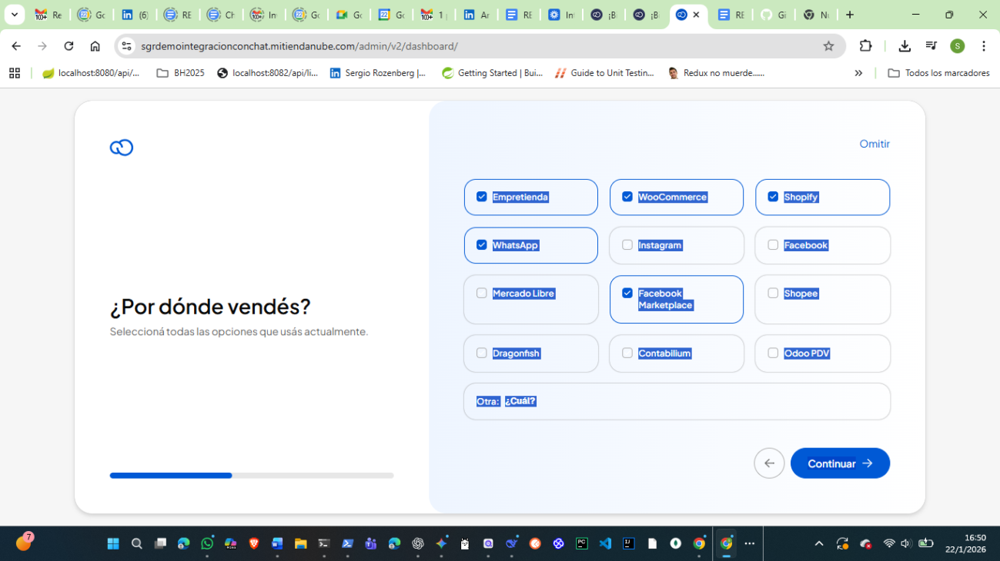 Re
Gc
(6)
RE
Ch
In
Gc
Gc
Gc
1
Ar
RE
Int
¡Bi
¡Bi
RE
Gi
Nu
sgrdemointegracionconchat.mitiendanube.com/admin/v2/dashboard/
S
localhost:8080/api/...
BH2025
localhost:8082/api/li...
Sergio Rozenberg |...
Getting Started | Bui...
Guide to Unit Testin...
Redux no muerde......
Todos los marcadores
Omitir
Empretienda
WooCommerce
Shopify
WhatsApp
Instagram
Facebook
Mercado Libre
Facebook
Marketplace
Shopee
¿Por dónde vendés?
Seleccioná todas las opciones que usás actualmente.
Dragonfish
Contabilium
Odoo PDV
Otra: ¿Cuál?
Continuar
7
16:50
22/1/2026